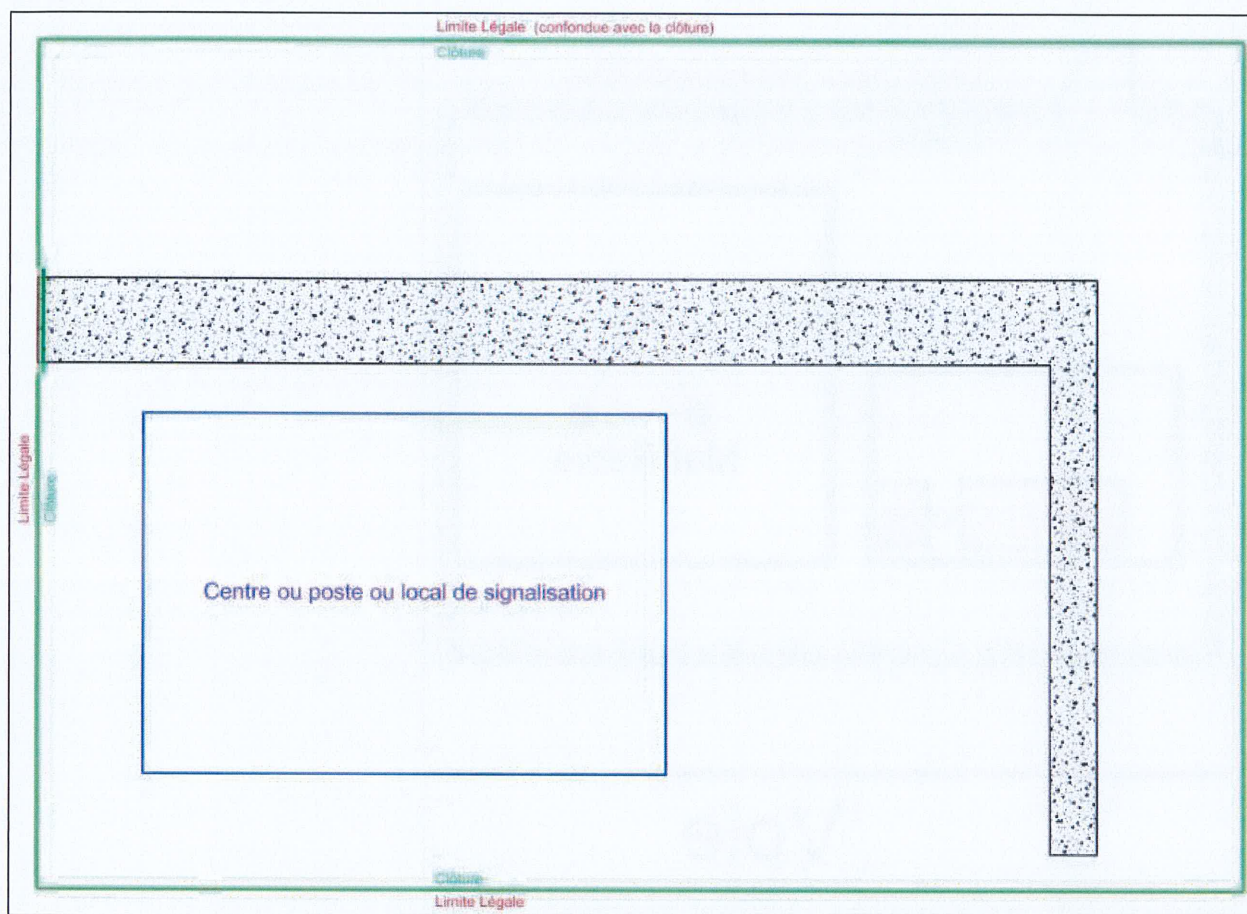 Limite Légale (confondue avec la clôture)
Clôture
Limite Légale
Clôture
Centre ou poste ou local de signalisation
Clôture
Limite Légale